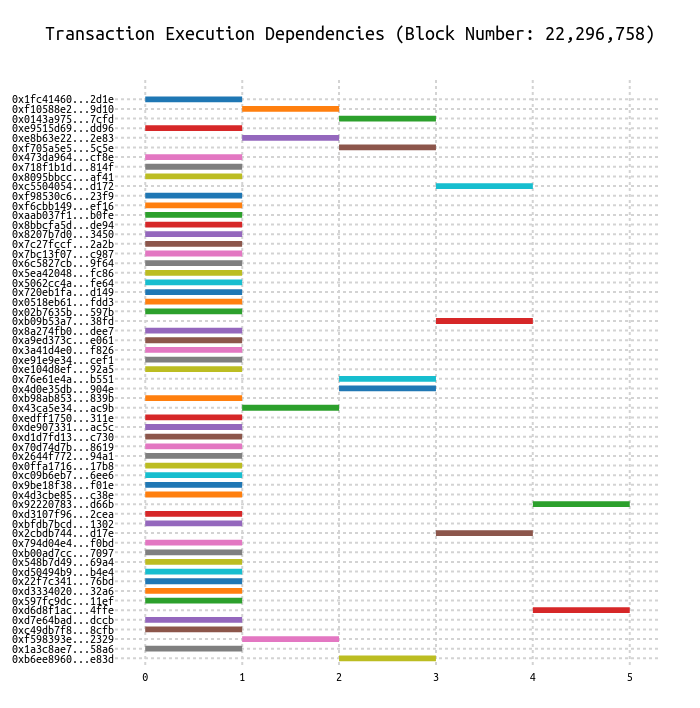 Transaction Execution Dependencies (Block Number: 22,296,758)
0x1fc41460...2d1e
0xf10588e2...9d10
0x0143a975...7cfd
0xe9515d69...dd96
0xe8b63e22...2e83
0xf705a5e5...5c5e
0x473da964...cf8e
0x718f1b1d...814f
0x8095bbcc...af41
0xc5504054...d172
0xf98530c6...23f9
0xf6cbb149...ef16
0xaab037f1...b0fe
0x8bbcfa5d...de94
0x8207b7d0...3450
0x7c27fccf...2a2b
0x7bc13f07...c987
0x6c5827cb...9f64
0x5ea42048...fc86
0x5062cc4a...fe64
0x720eb1fa...d149
0x0518eb61...fdd3
0x02b7635b...597b
0xb09b53a7...38fd
0x8a274fb0...dee7
0xa9ed373c...e061
0x3a41d4e0...f826
0xe91e9e34...cef1
0xe104d8ef...92a5
0x76e61e4a...b551
0x4d0e35db...904e
0xb98ab853...839b
0x43ca5e34...ac9b
0xedff1750...311e
0xde907331...ac5c
0xd1d7fd13...c730
0x70d74d7b...8619
0x2644f772...94a1
0x0ffa1716...17b8
0xc09b6eb7...6ee6
0x9be18f38...f01e
0x4d3cbe85...c38e
0x92220783...d66b
0xd3107f96...2cea
0xbfdb7bcd...1302
0x2cbdb744...d17e
0x794d04e4...f0bd
0xb00ad7cc...7097
0x548b7d49...69a4
0xd50494b9...b4e4
0x22f7c341...76bd
0xd3334020...32a6
0x597fc9dc...11ef
0xd6d8f1ac...4ffe
0xd7e64bad...dccb
0xc49db7f8...8cfb
0xf598393e...2329
0x1a3c8ae7...58a6
0xb6ee8960...e83d
0 1 2 3 4 5